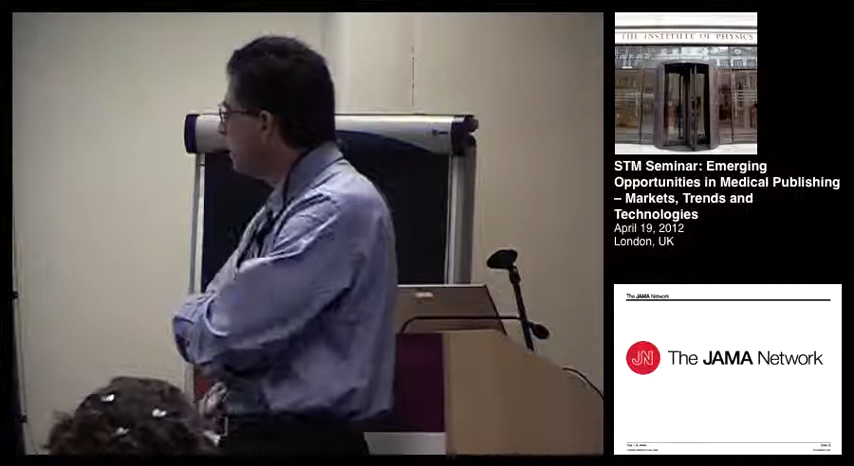 THE INSTITUTE OF PHYSICS
STM Seminar: Emerging
Opportunities in Medical Publishing
– Markets, Trends and
Technologies
April 19, 2012
London, UK
The JAMA Network
JN The JAMA Network